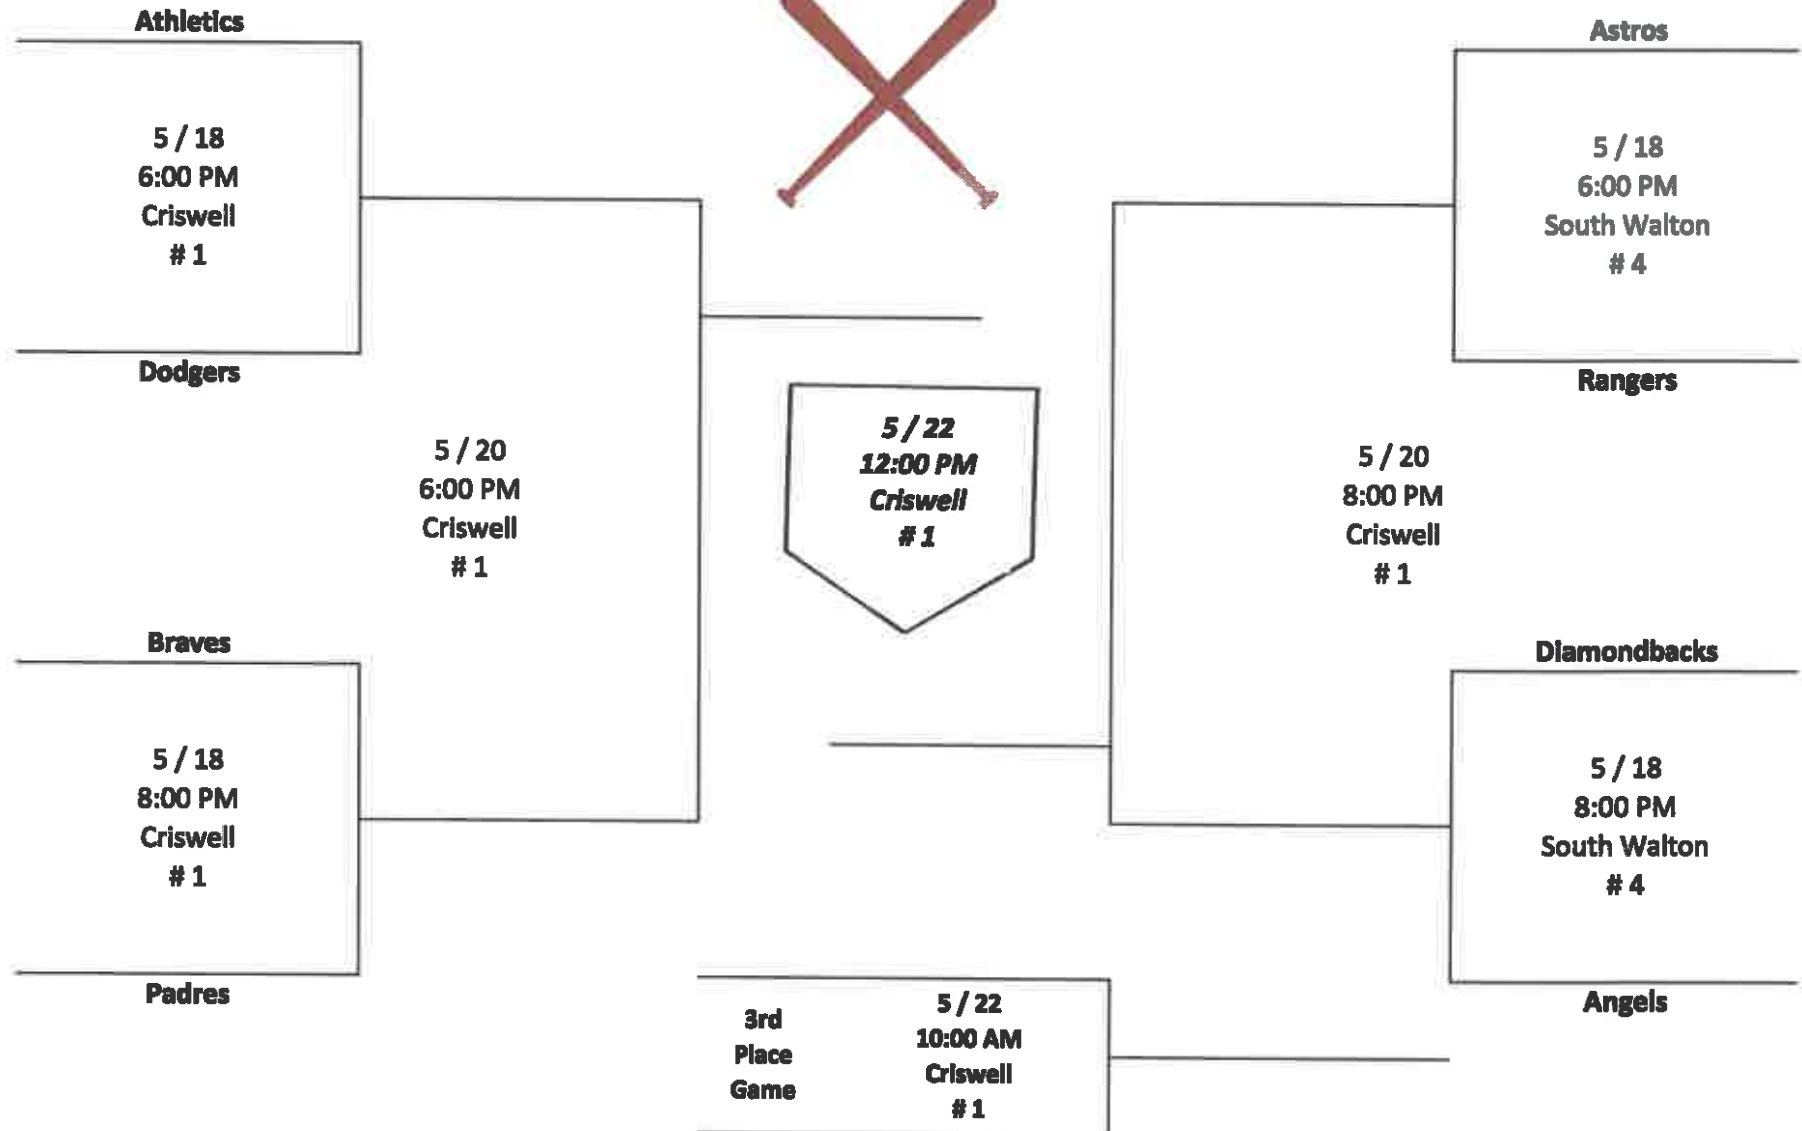 Athletics
5 / 18
6:00 PM
Criswell
# 1
Dodgers
5 / 20
6:00 PM
Criswell
# 1
Braves
5 / 18
8:00 PM
Criswell
# 1
Padres
5 / 22
12:00 PM
Criswell
# 1
3rd
Place
Game
5 / 22
10:00 AM
Criswell
# 1
Astros
5 / 18
6:00 PM
South Walton
# 4
Rangers
5 / 20
8:00 PM
Criswell
# 1
Diamondbacks
5 / 18
8:00 PM
South Walton
# 4
Angels